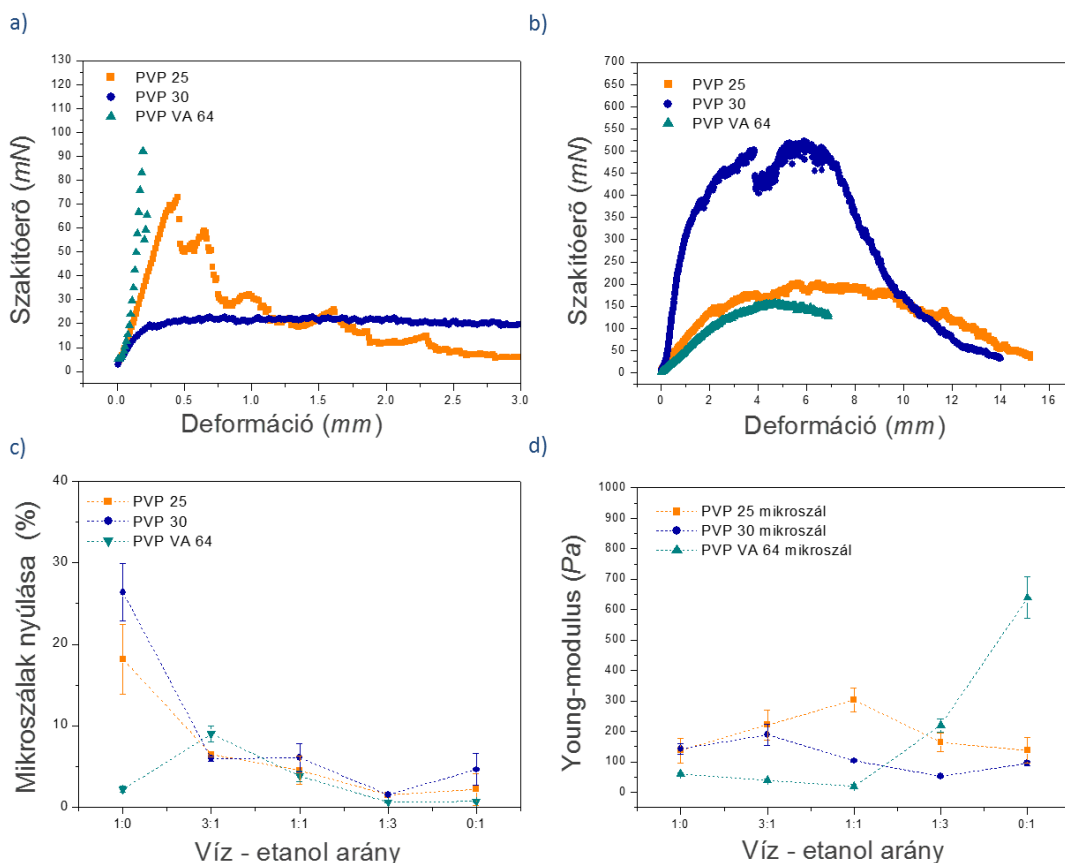 a)
Szakítóerő (mN)
130
120
110
100
90
80
70
60
50
40
30
20
10
0
PVP 25
PVP 30
PVP VA 64
0.0 0.5 1.0 1.5 2.0 2.5 3.0
Deformáció (mm)
b)
Szakítóerő (mN)
700
650
600
550
500
450
400
350
300
250
200
150
100
50
0
PVP 25
PVP 30
PVP VA 64
0 2 4 6 8 10 12 14 16
Deformáció (mm)
c)
Mikroszálak nyúlása (%)
40
30
20
10
0
PVP 25
PVP 30
PVP VA 64
1:0 3:1 1:1 1:3 0:1
Víz - etanol arány
d)
Young-modulus (Pa)
1000
900
800
700
600
500
400
300
200
100
0
PVP 25 mikroszál
PVP 30 mikroszál
PVP VA 64 mikroszál
1:0 3:1 1:1 1:3 0:1
Víz - etanol arány